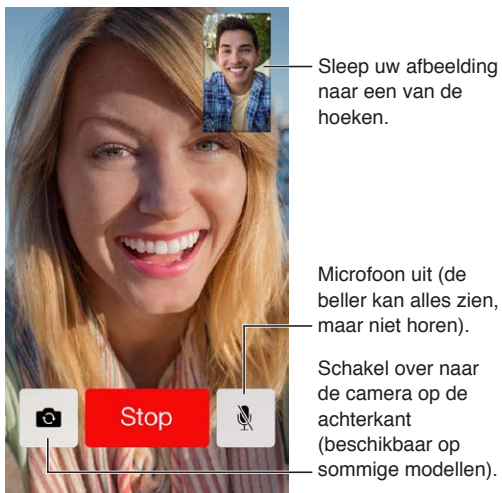 Sleep uw afbeelding
naar een van de
hoeken.
Microfoon uit (de
beller kan alles zien,
maar niet horen).
Schakel over naar
de camera op de
achterkant
(beschikbaar op
sommige modellen).
Stop